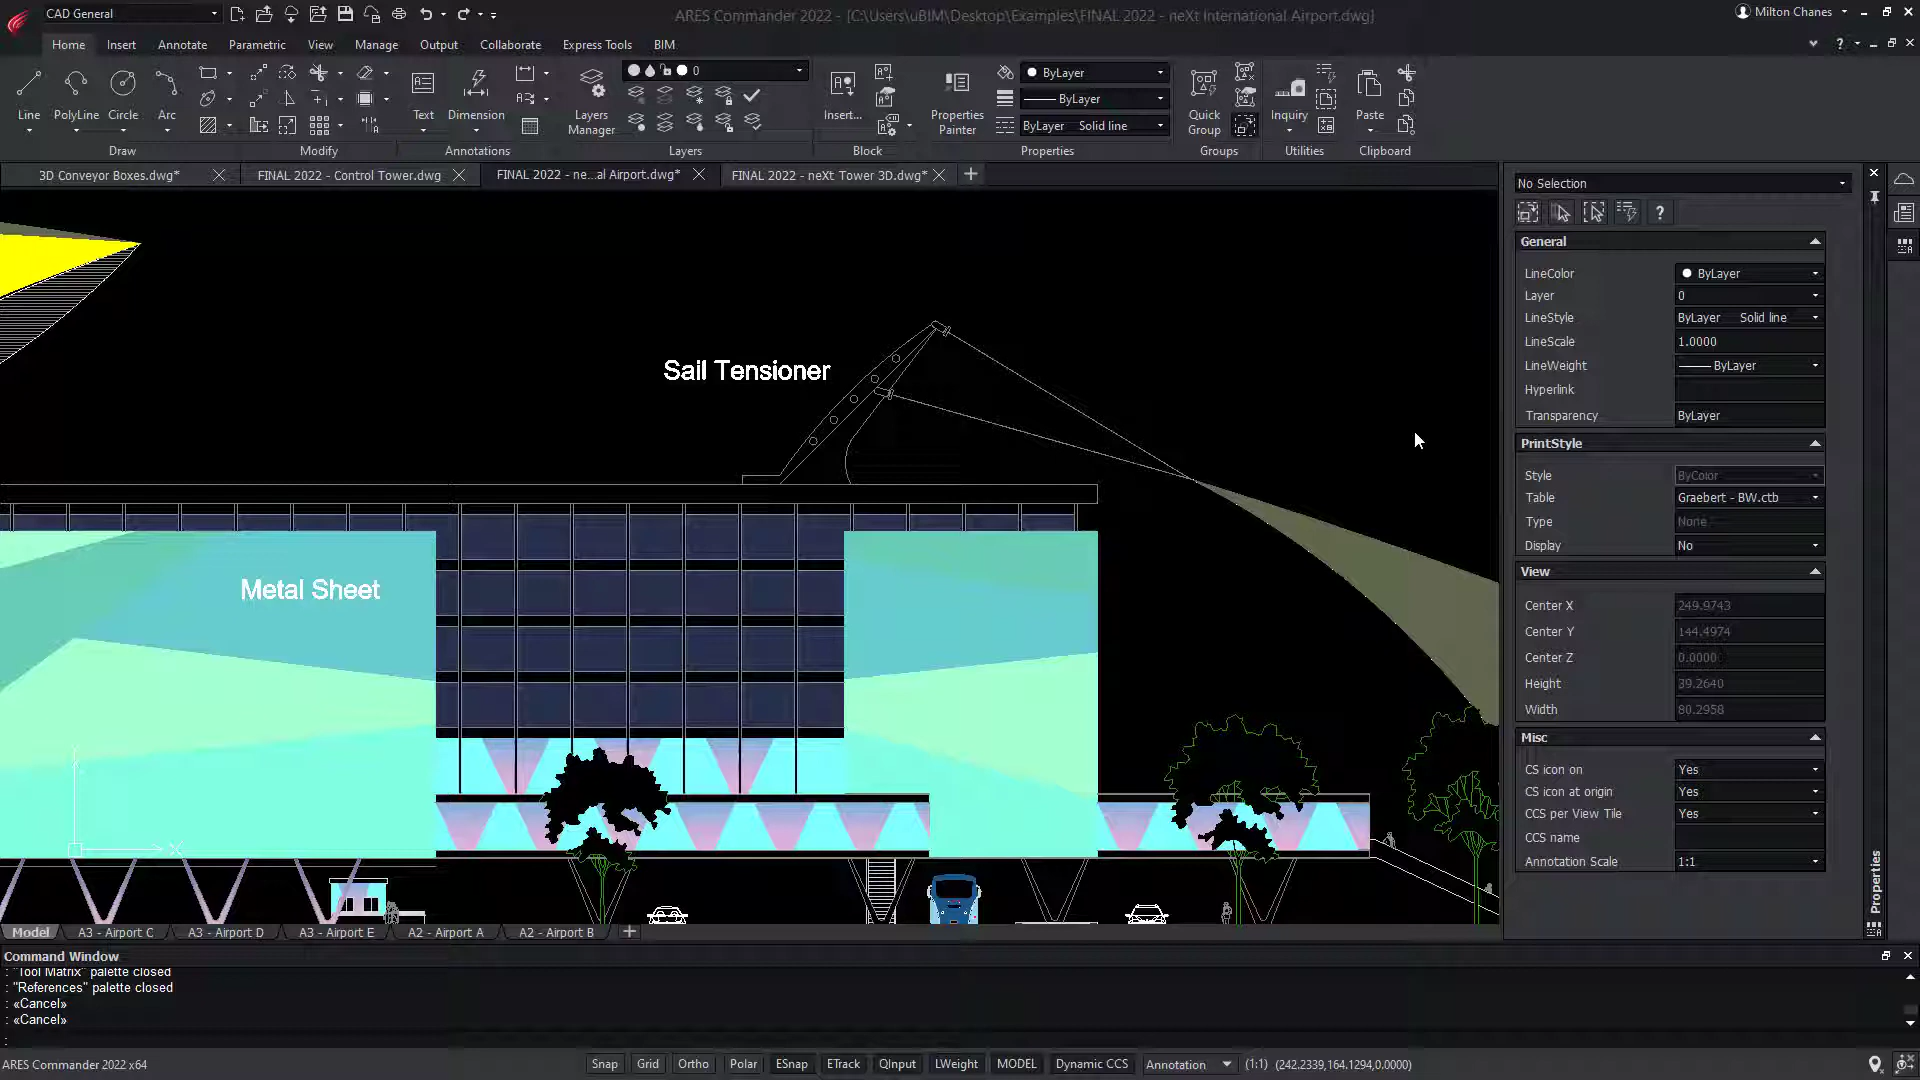 CAD General
ARES Commander 2022 - [C:\Users\uBIM\Desktop\Examples\FINAL 2022 - neXt International Airport.dwg]
Milton Chanes
Home Insert Annotate Parametric View Manage Output Collaborate Express Tools BIM
Line PolyLine Circle Arc
Draw
Modify
Text Dimension
Annotations
Layers Manager
0
Layers
Insert...
Block
Properties Painter
ByLayer
ByLayer
ByLayer Solid line
Properties
Quick Group
Groups
Inquiry
Utilities
Paste
Clipboard
3D Conveyor Boxes.dwg*
FINAL 2022 - Control Tower.dwg
FINAL 2022 - ne...al Airport.dwg*
FINAL 2022 - neXt Tower 3D.dwg*
Sail Tensioner
Metal Sheet
X
No Selection
General
LineColor ByLayer
Layer 0
LineStyle ByLayer Solid line
LineScale 1.0000
LineWeight ByLayer
Hyperlink
Transparency ByLayer
PrintStyle
Style ByColor
Table Graebert - BW.ctb
Type None
Display No
View
Center X 249.9743
Center Y 144.4974
Center Z 0.0000
Height 39.2640
Width 80.2958
Misc
CS icon on Yes
CS icon at origin Yes
CCS per View Tile Yes
CCS name
Annotation Scale 1:1
Properties
Model A3 - Airport C A3 - Airport D A3 - Airport E A2 - Airport A A2 - Airport B
Command Window
: "Tool Matrix" palette closed
: "References" palette closed
: «Cancel»
: «Cancel»
:
ARES Commander 2022 x64
Snap Grid Ortho Polar ESnap ETrack QInput LWeight MODEL Dynamic CCS Annotation (1:1) (242.2339,164.1294,0.0000)